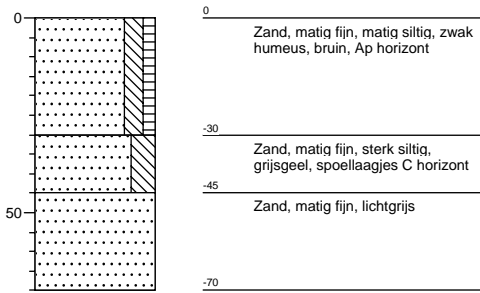 0
0
Zand, matig fijn, matig siltig, zwak
humeus, bruin, Ap horizont
-30
Zand, matig fijn, sterk siltig,
grijsgeel, spoellaagjes C horizont
-45
50
Zand, matig fijn, lichtgrijs
-70